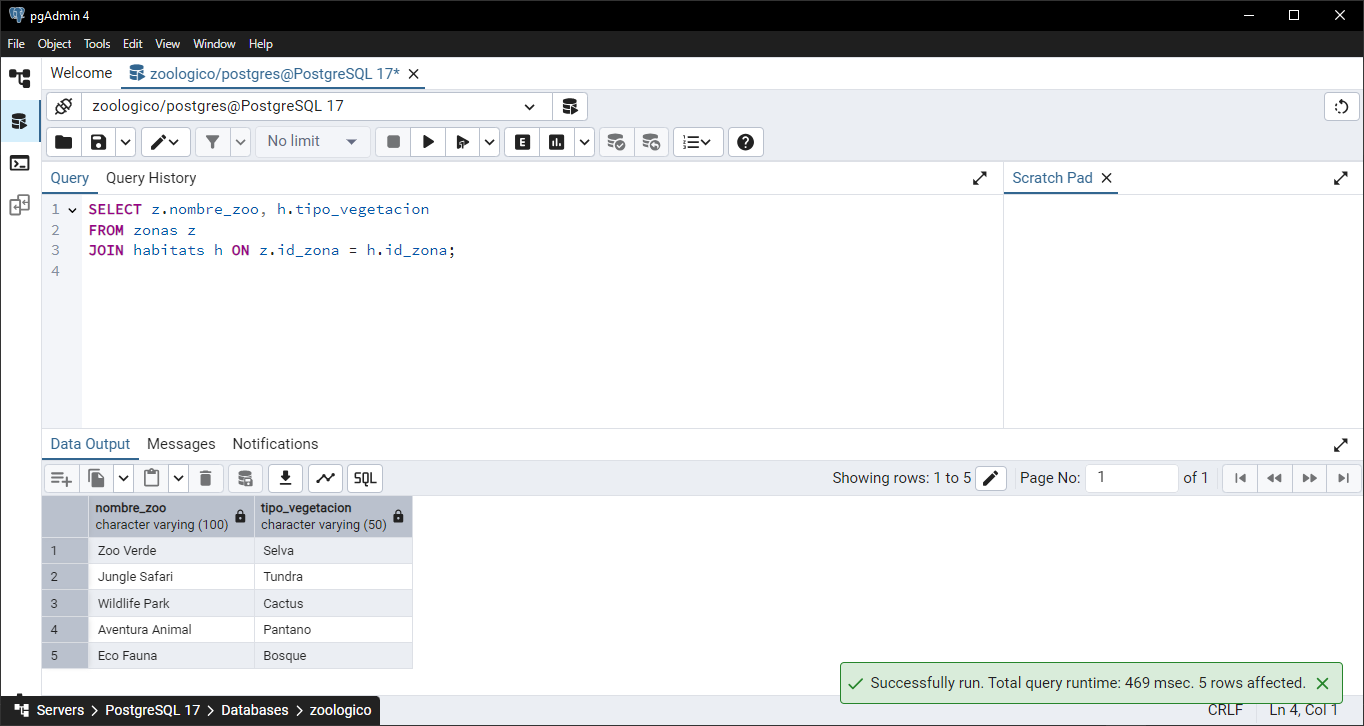 pgAdmin 4
File Object Tools Edit View Window Help
Welcome zoologico/postgres@PostgreSQL 17*
zoologico/postgres@PostgreSQL 17
No limit
E
Query Query History
Scratch Pad
1 SELECT z.nombre_zoo, h.tipo_vegetacion
2 FROM zonas z
3 JOIN habitats h ON z.id_zona = h.id_zona;
4
Data Output Messages Notifications
SQL Showing rows: 1 to 5 Page No: 1 of 1
nombre_zoo tipo_vegetacion
character varying (100) character varying (50)
1 Zoo Verde Selva
2 Jungle Safari Tundra
3 Wildlife Park Cactus
4 Aventura Animal Pantano
5 Eco Fauna Bosque
Successfully run. Total query runtime: 469 msec. 5 rows affected.
Servers PostgreSQL 17 Databases zoologico
CRLF Ln 4, Col 1